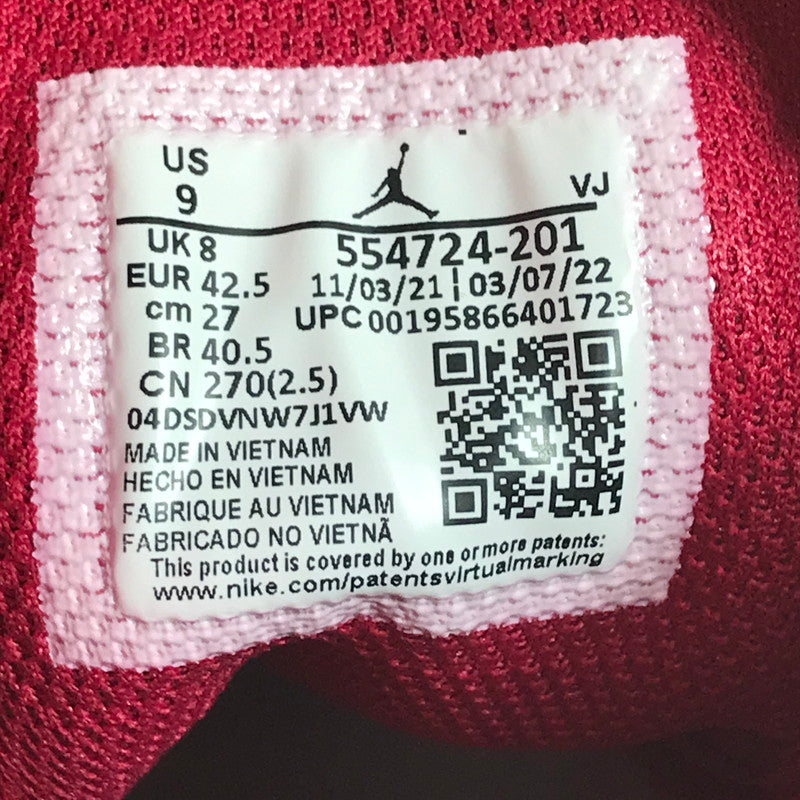 US
9
VJ
UK 8
EUR 42.5
cm 27
BR 40.5
CN 270(2.5)
554724-201
11/03/21 | 03/07/22
UPC 00195866401723
04DSDVNW7J1VW
MADE IN VIETNAM
HECHO EN VIETNAM
FABRIQUE AU VIETNAM
FABRICADO NO VIETNÃ
This product is covered by one or more patents:
www.nike.com/patentsvirtualmarking